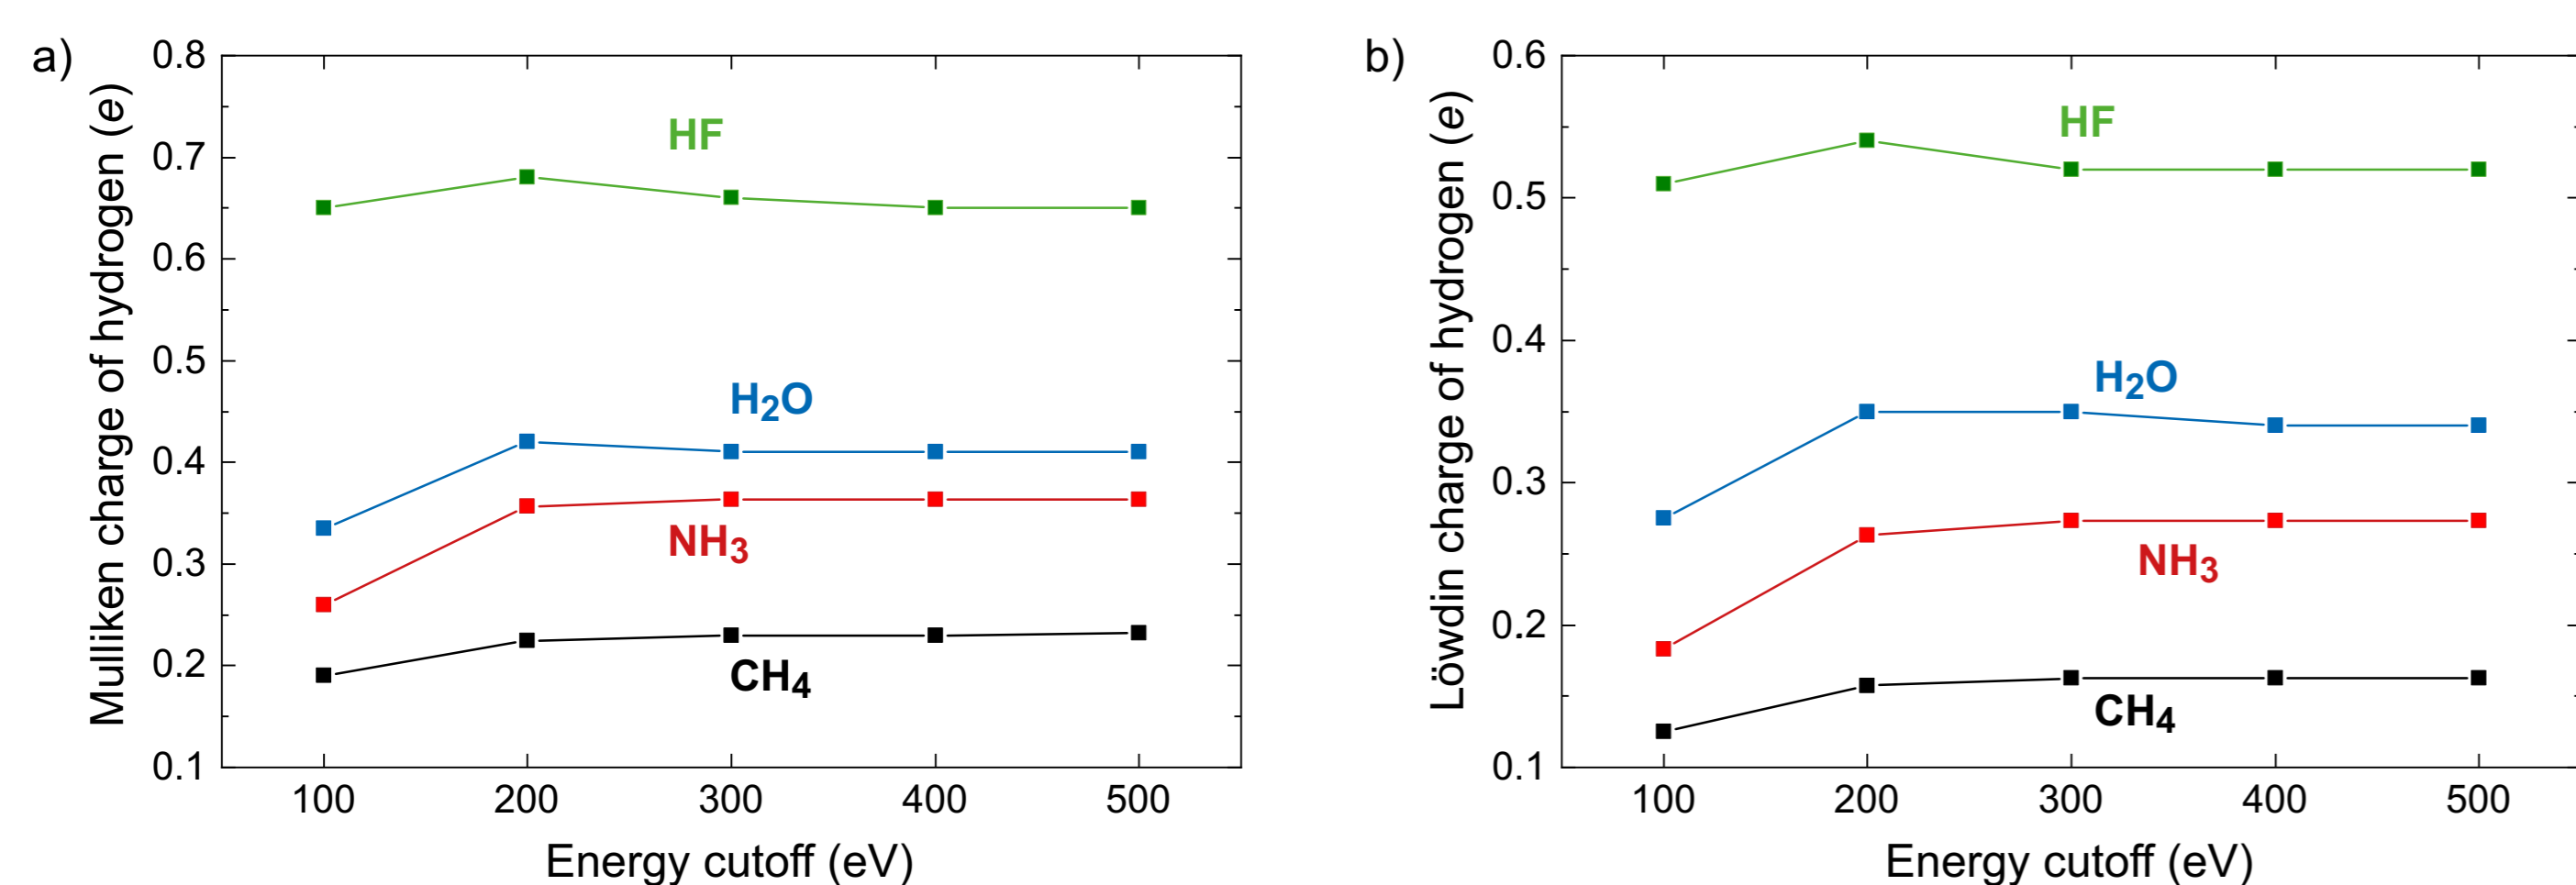 a)
Mulliken charge of hydrogen (e)
0.8
0.7
0.6
0.5
0.4
0.3
0.2
0.1
HF
H₂O
NH₃
CH₄
100 200 300 400 500
Energy cutoff (eV)
b)
Löwdin charge of hydrogen (e)
0.6
0.5
0.4
0.3
0.2
0.1
HF
H₂O
NH₃
CH₄
100 200 300 400 500
Energy cutoff (eV)